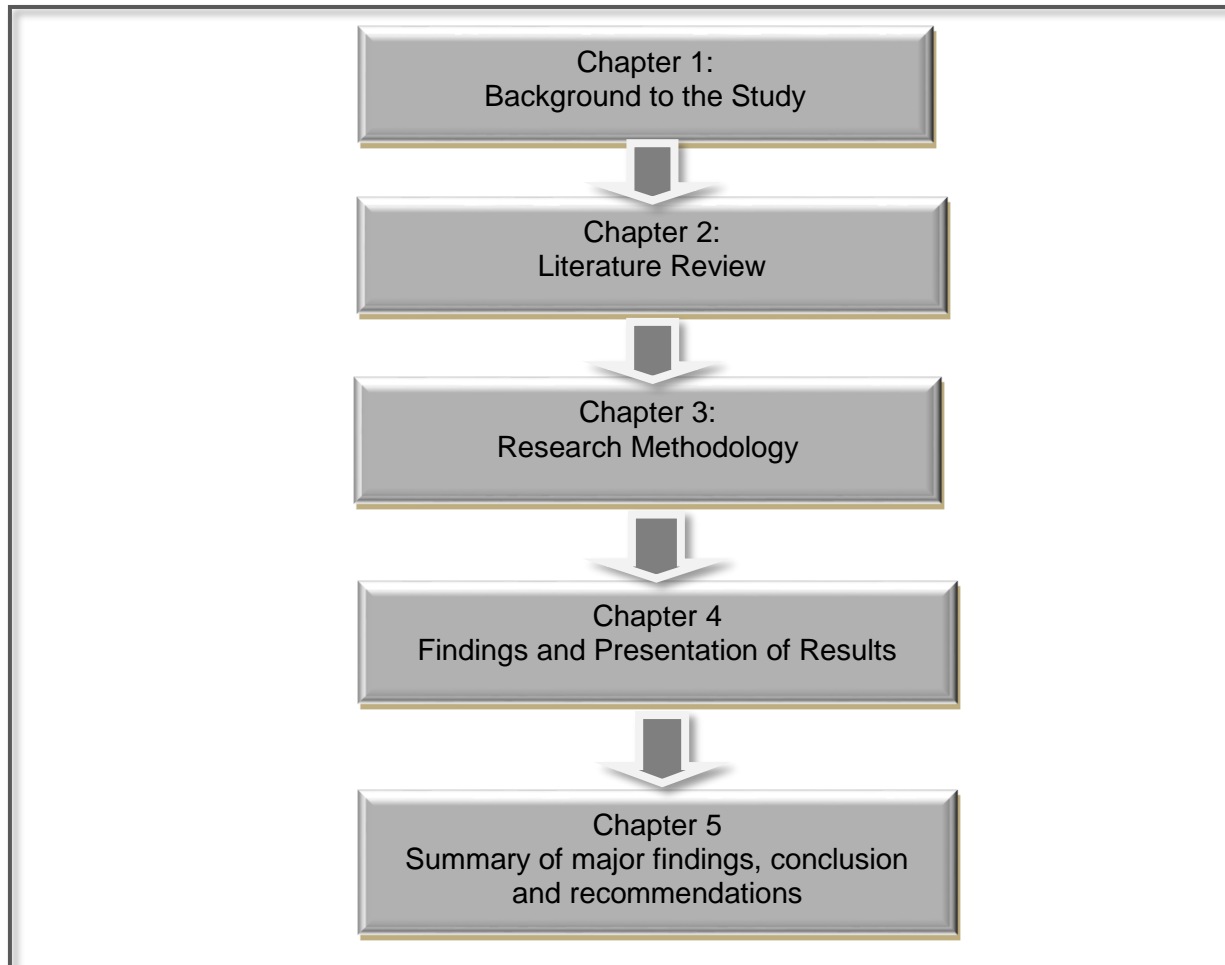 Chapter 1:
Background to the Study
Chapter 2:
Literature Review
Chapter 3:
Research Methodology
Chapter 4
Findings and Presentation of Results
Chapter 5
Summary of major findings, conclusion
and recommendations